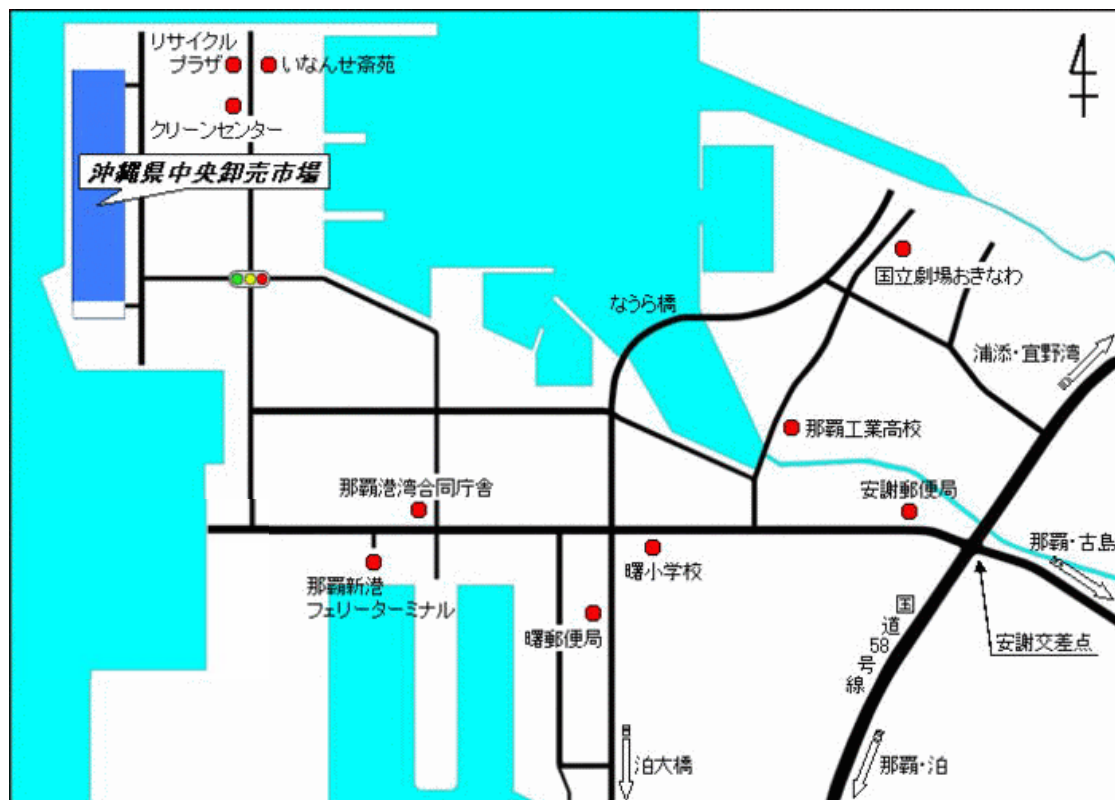 リサイクル
プラザ
いなんせ斎苑
クリーンセンター
沖縄県中央卸売市場
国立劇場おきなわ
なうら橋
浦添・宜野湾
那覇工業高校
那覇港湾合同庁舎
安謝郵便局
那覇・古島
那覇新港
フェリーターミナル
曙小学校
曙郵便局
国道58号線
安謝交差点
泊大橋
那覇・泊